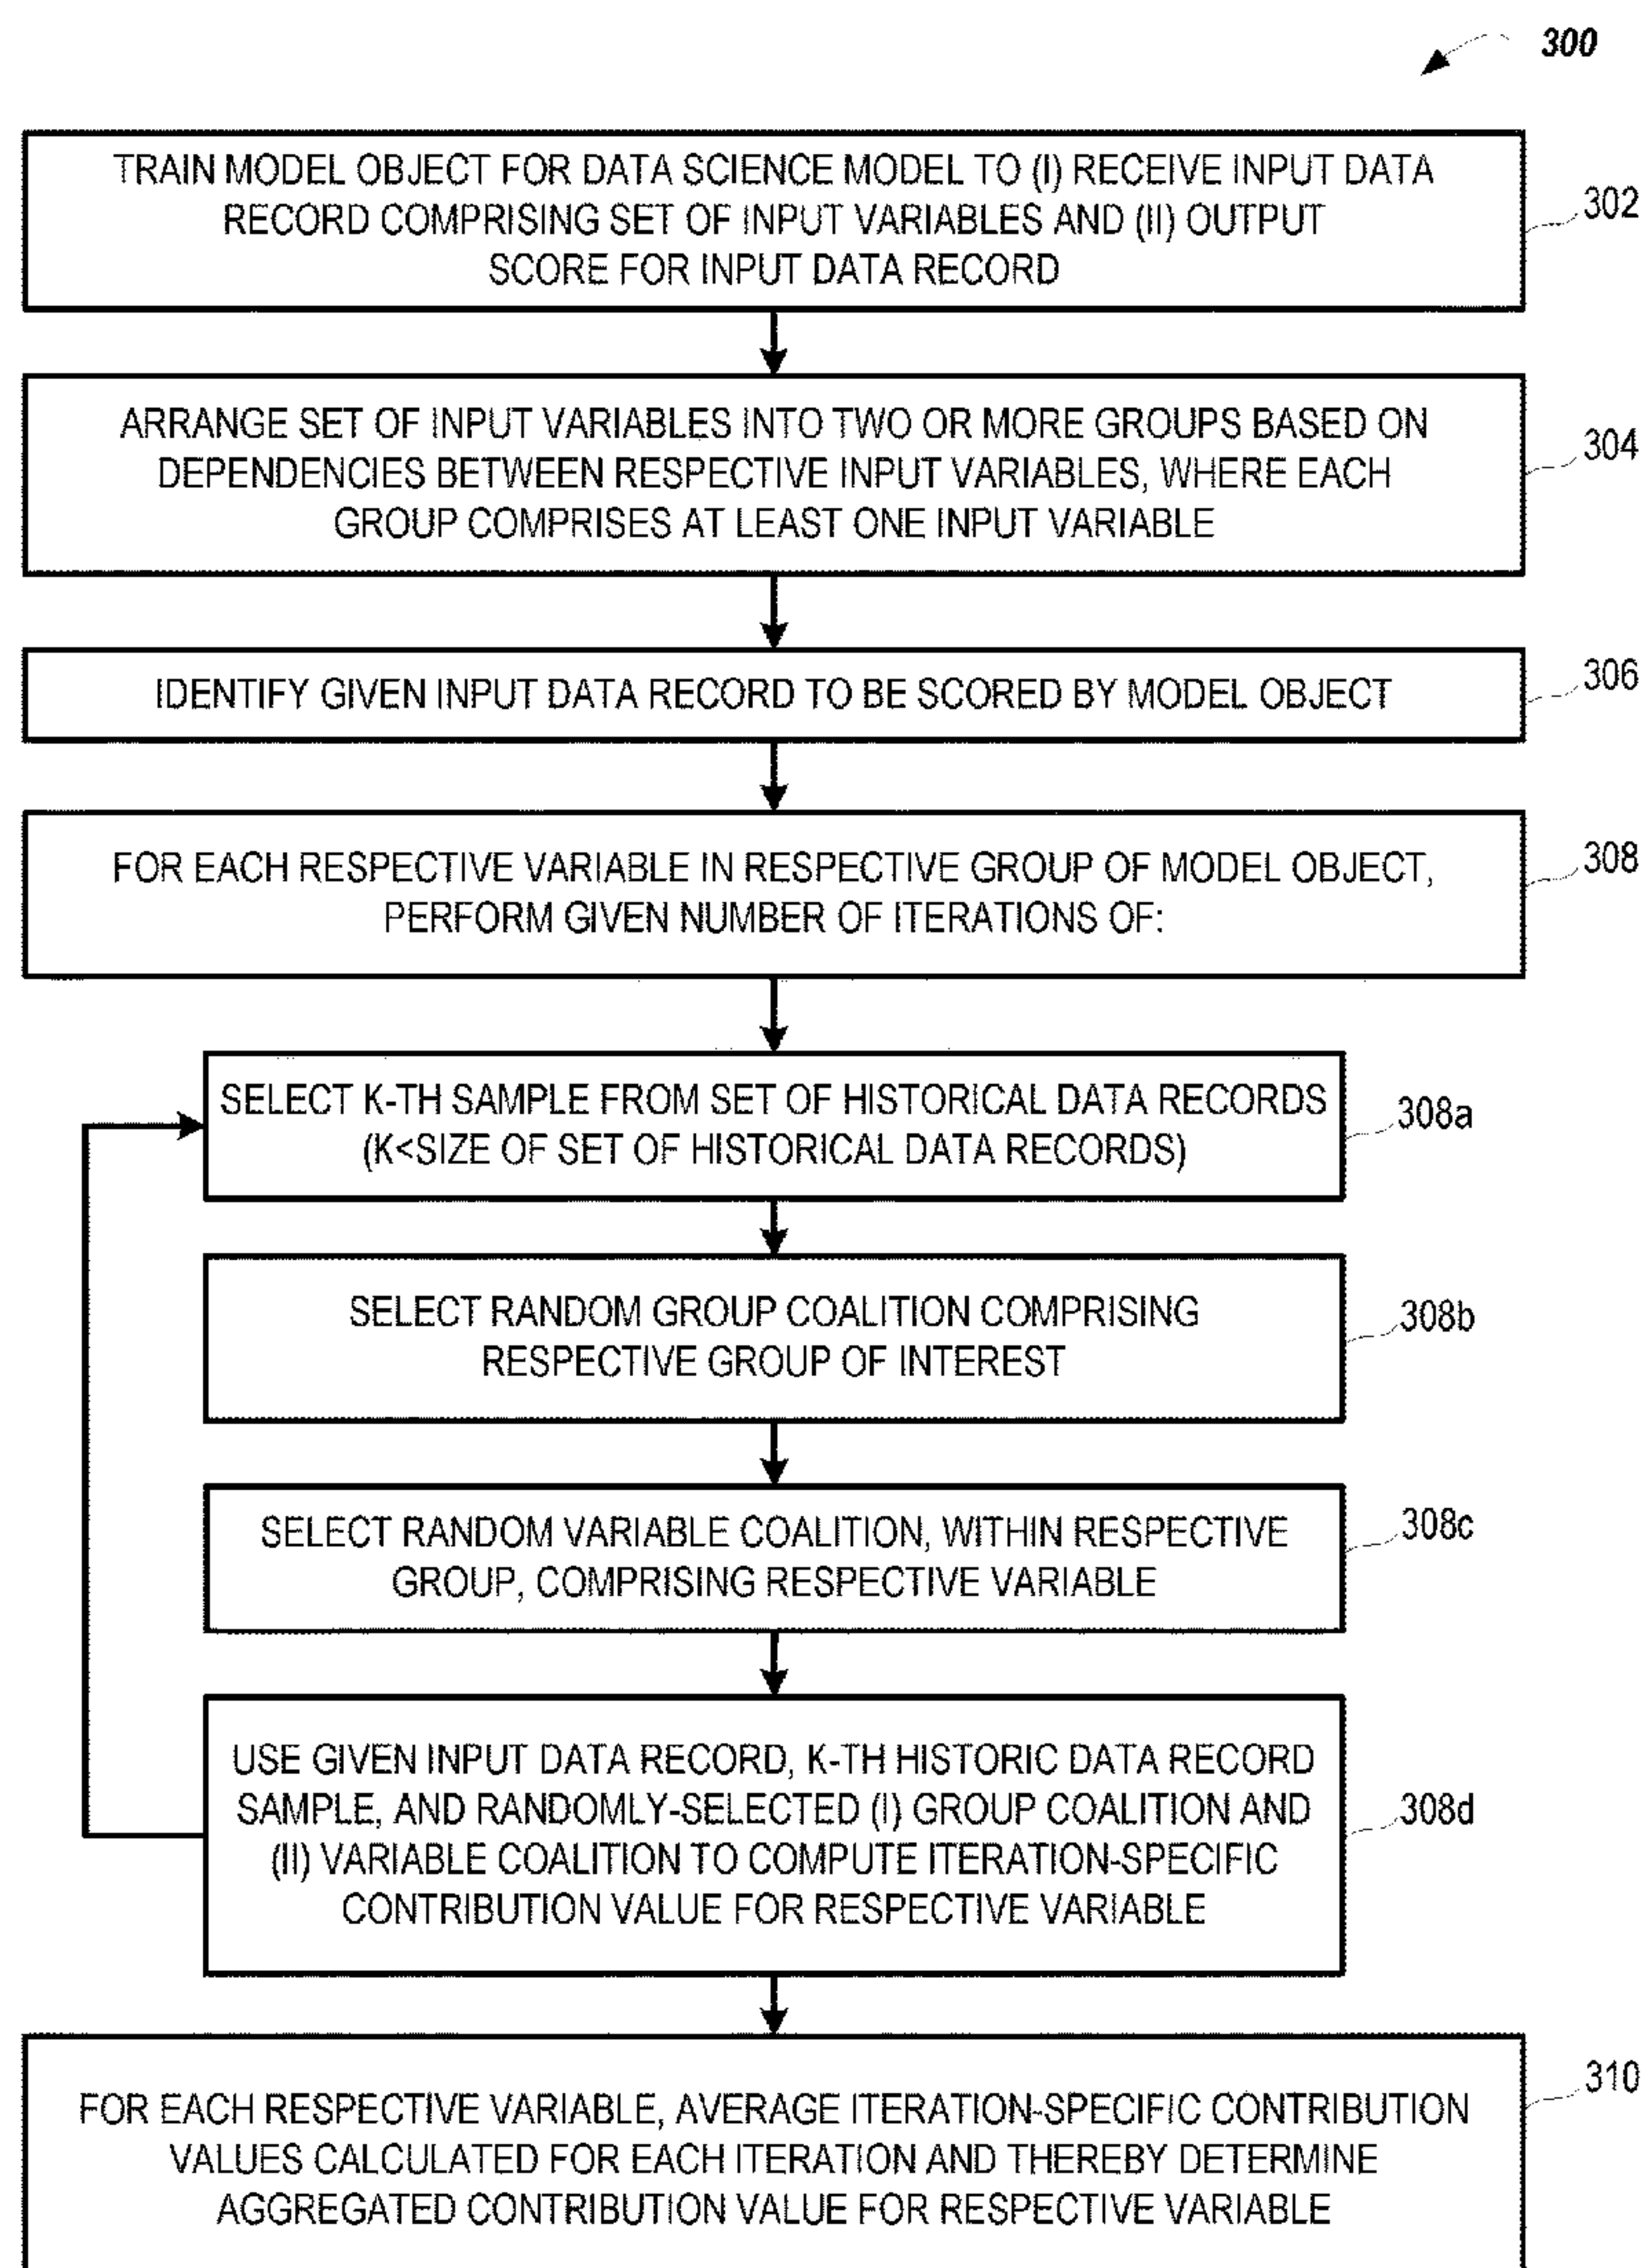 300
TRAIN MODEL OBJECT FOR DATA SCIENCE MODEL TO (I) RECEIVE INPUT DATA
RECORD COMPRISING SET OF INPUT VARIABLES AND (II) OUTPUT
SCORE FOR INPUT DATA RECORD
302
ARRANGE SET OF INPUT VARIABLES INTO TWO OR MORE GROUPS BASED ON
DEPENDENCIES BETWEEN RESPECTIVE INPUT VARIABLES, WHERE EACH
GROUP COMPRISES AT LEAST ONE INPUT VARIABLE
304
IDENTIFY GIVEN INPUT DATA RECORD TO BE SCORED BY MODEL OBJECT
306
FOR EACH RESPECTIVE VARIABLE IN RESPECTIVE GROUP OF MODEL OBJECT,
PERFORM GIVEN NUMBER OF ITERATIONS OF:
308
SELECT K-TH SAMPLE FROM SET OF HISTORICAL DATA RECORDS
(K<SIZE OF SET OF HISTORICAL DATA RECORDS)
308a
SELECT RANDOM GROUP COALITION COMPRISING
RESPECTIVE GROUP OF INTEREST
308b
SELECT RANDOM VARIABLE COALITION, WITHIN RESPECTIVE
GROUP, COMPRISING RESPECTIVE VARIABLE
308c
USE GIVEN INPUT DATA RECORD, K-TH HISTORIC DATA RECORD
SAMPLE, AND RANDOMLY-SELECTED (I) GROUP COALITION AND
(II) VARIABLE COALITION TO COMPUTE ITERATION-SPECIFIC
CONTRIBUTION VALUE FOR RESPECTIVE VARIABLE
308d
FOR EACH RESPECTIVE VARIABLE, AVERAGE ITERATION-SPECIFIC CONTRIBUTION
VALUES CALCULATED FOR EACH ITERATION AND THEREBY DETERMINE
AGGREGATED CONTRIBUTION VALUE FOR RESPECTIVE VARIABLE
310